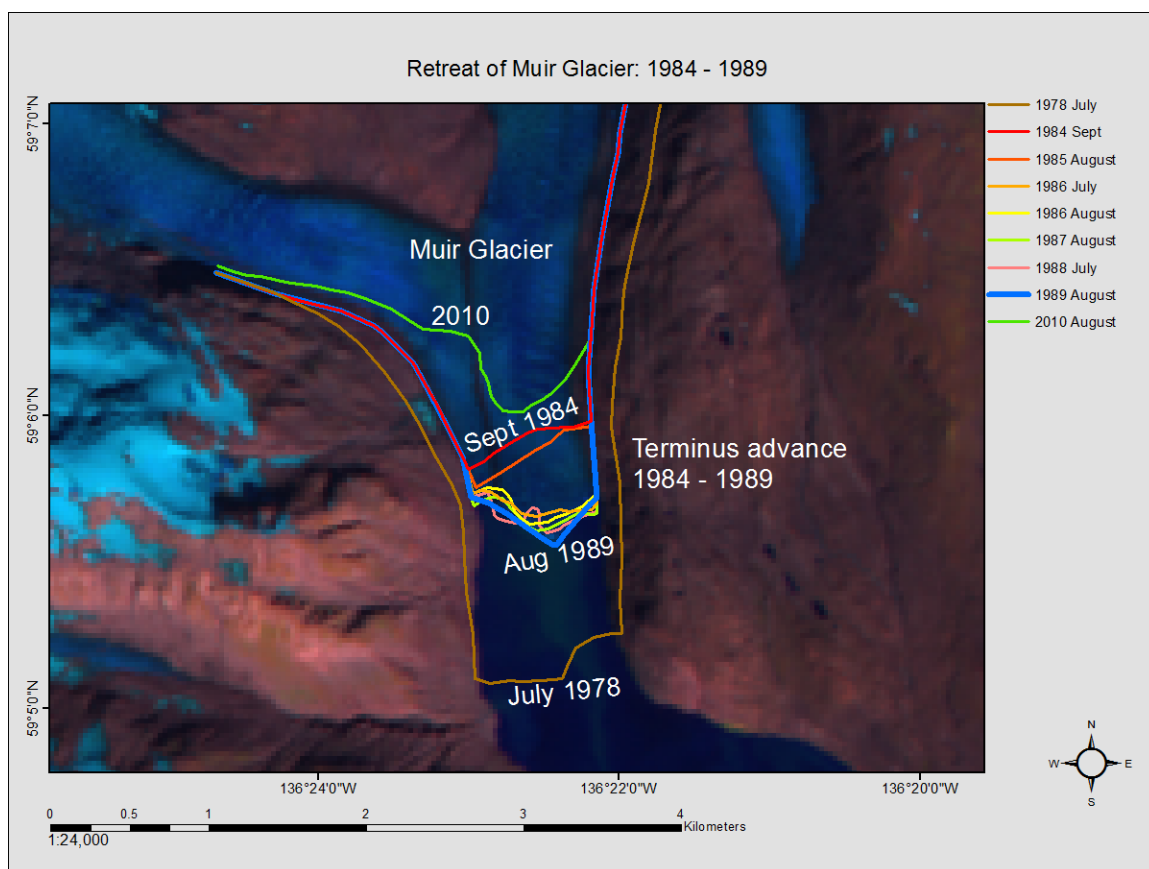 Retreat of Muir Glacier: 1984 - 1989
59°7'0"N
59°6'0"N
59°5'0"N
Muir Glacier
2010
Sept 1984
Terminus advance
1984 - 1989
Aug 1989
July 1978
1978 July
1984 Sept
1985 August
1986 July
1986 August
1987 August
1988 July
1989 August
2010 August
136°24'0"W
136°22'0"W
136°20'0"W
N
W E
S
0 0.5 1 2 3 4
Kilometers
1:24,000